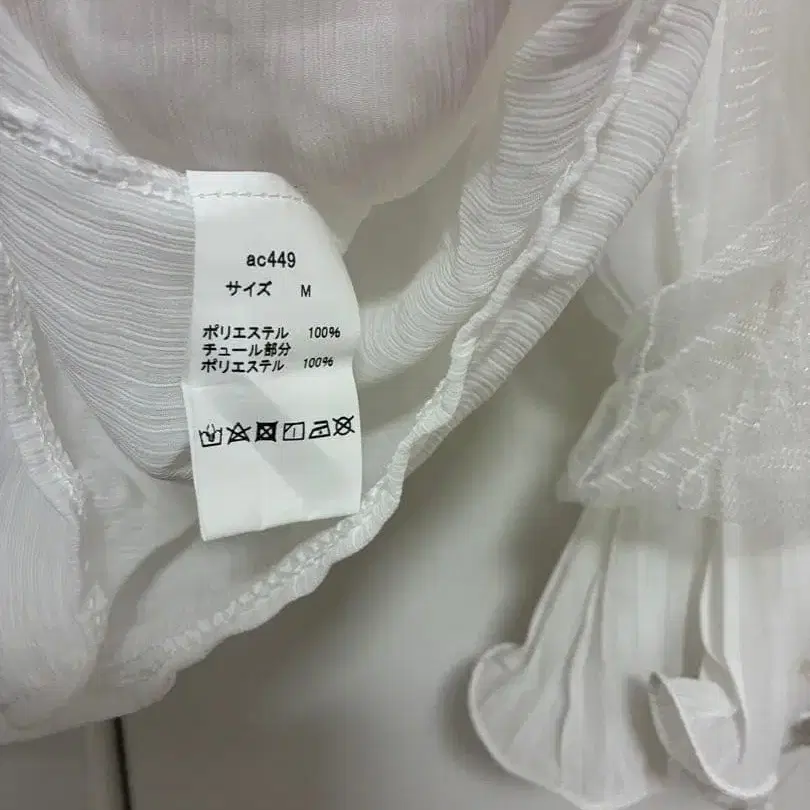 ac449
サイズ M
ポリエステル 100%
チュール部分
ポリエステル 100%